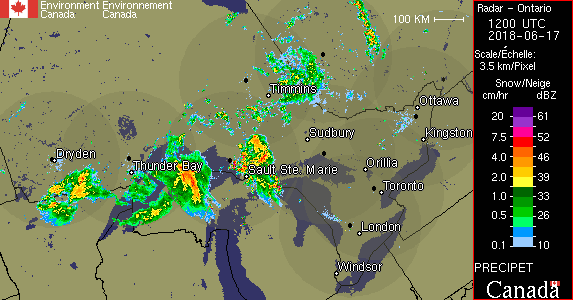 Environment Environnement
Canada Canada
100 KM
Timmins
Ottawa
Sudbury
Kingston
Dryden
Thunder Bay
Sault Ste. Marie
Orillia
Toronto
London
Windsor
Radar - Ontario
1200 UTC
2018-06-17
Scale/Échelle:
3.5 km/Pixel
Snow/Neige
cm/hr dBZ
20 61
7.5 52
4.0 46
2.0 39
1.0 33
0.5 26
0.1 10
PRECIPET
Canada